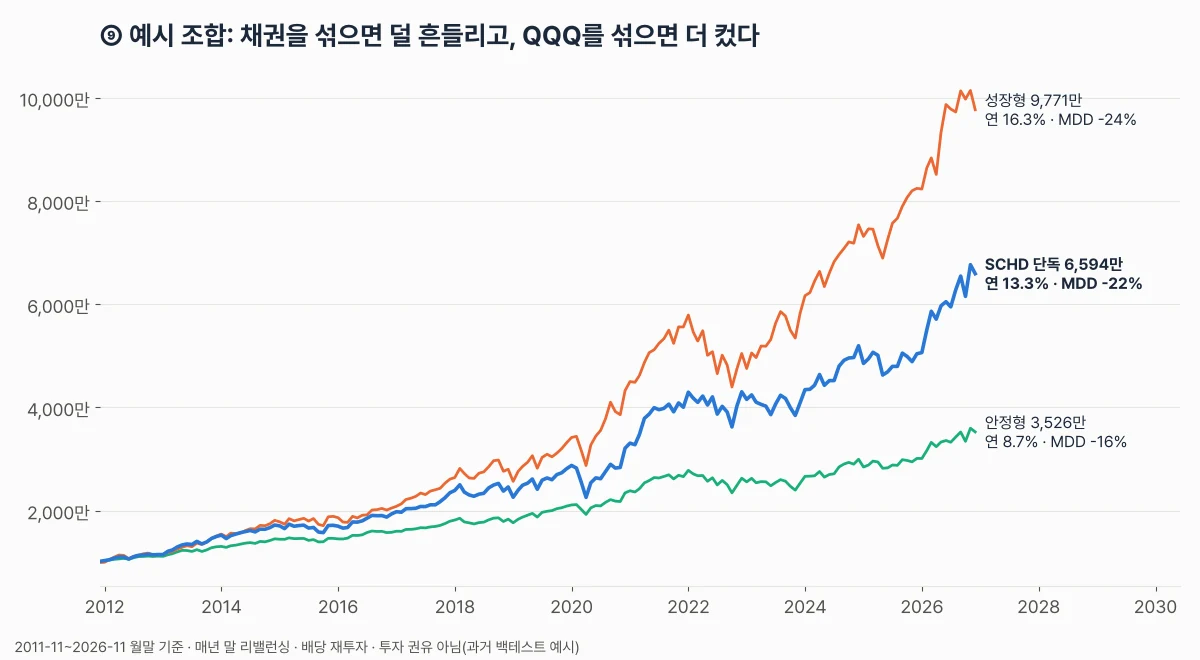 ⑨ 예시 조합: 채권을 섞으면 덜 흔들리고, QQQ를 섞으면 더 컸다
10,000만
8,000만
6,000만
4,000만
2,000만
성장형 9,771만
연 16.3% · MDD -24%
SCHD 단독 6,594만
연 13.3% · MDD -22%
안정형 3,526만
연 8.7% · MDD -16%
2012 2014 2016 2018 2020 2022 2024 2026 2028 2030
2011-11~2026-11 월말 기준 · 매년 말 리밸런싱 · 배당 재투자 · 투자 권유 아님(과거 백테스트 예시)